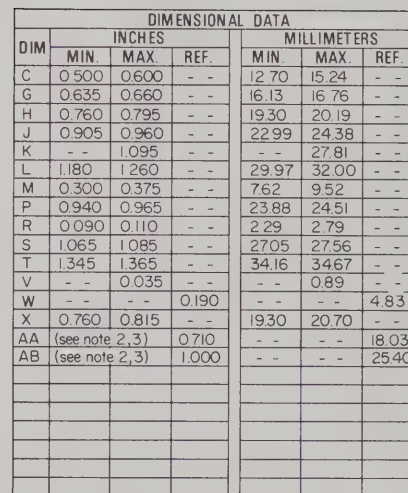 DIMENSIONAL DATA
DIM INCHES MILLIMETERS
MIN. MAX. REF. MIN. MAX. REF.
C 0.500 0.600 - - 12 70 15.24 - -
G 0.635 0.660 - - 16.13 16 76 - -
H 0.760 0.795 - - 19.30 20.19 - -
J 0.905 0.960 - - 22 99 24.38 - -
K - - 1.095 - - 27.81 - -
L 1.180 1 260 - - 29.97 32.00 - -
M 0.300 0.375 - - 7.62 9.52 - -
P 0.940 0.965 - - 23.88 24.51 - -
R 0 090 0.110 - - 2 29 2.79 - -
S 1.065 1 085 - - 27.05 27.56 - -
T 1.345 1.365 - - 34.16 34.67 - -
V - - 0.035 - - - - 0.89 - -
W - - - - 0.190 - - - - 4.83
X 0.760 0.815 - - 19.30 20.70 - -
AA (see note 2,3) 0.710 - - - - 18.03
AB (see note 2,3) 1.000 - - - - 25.40